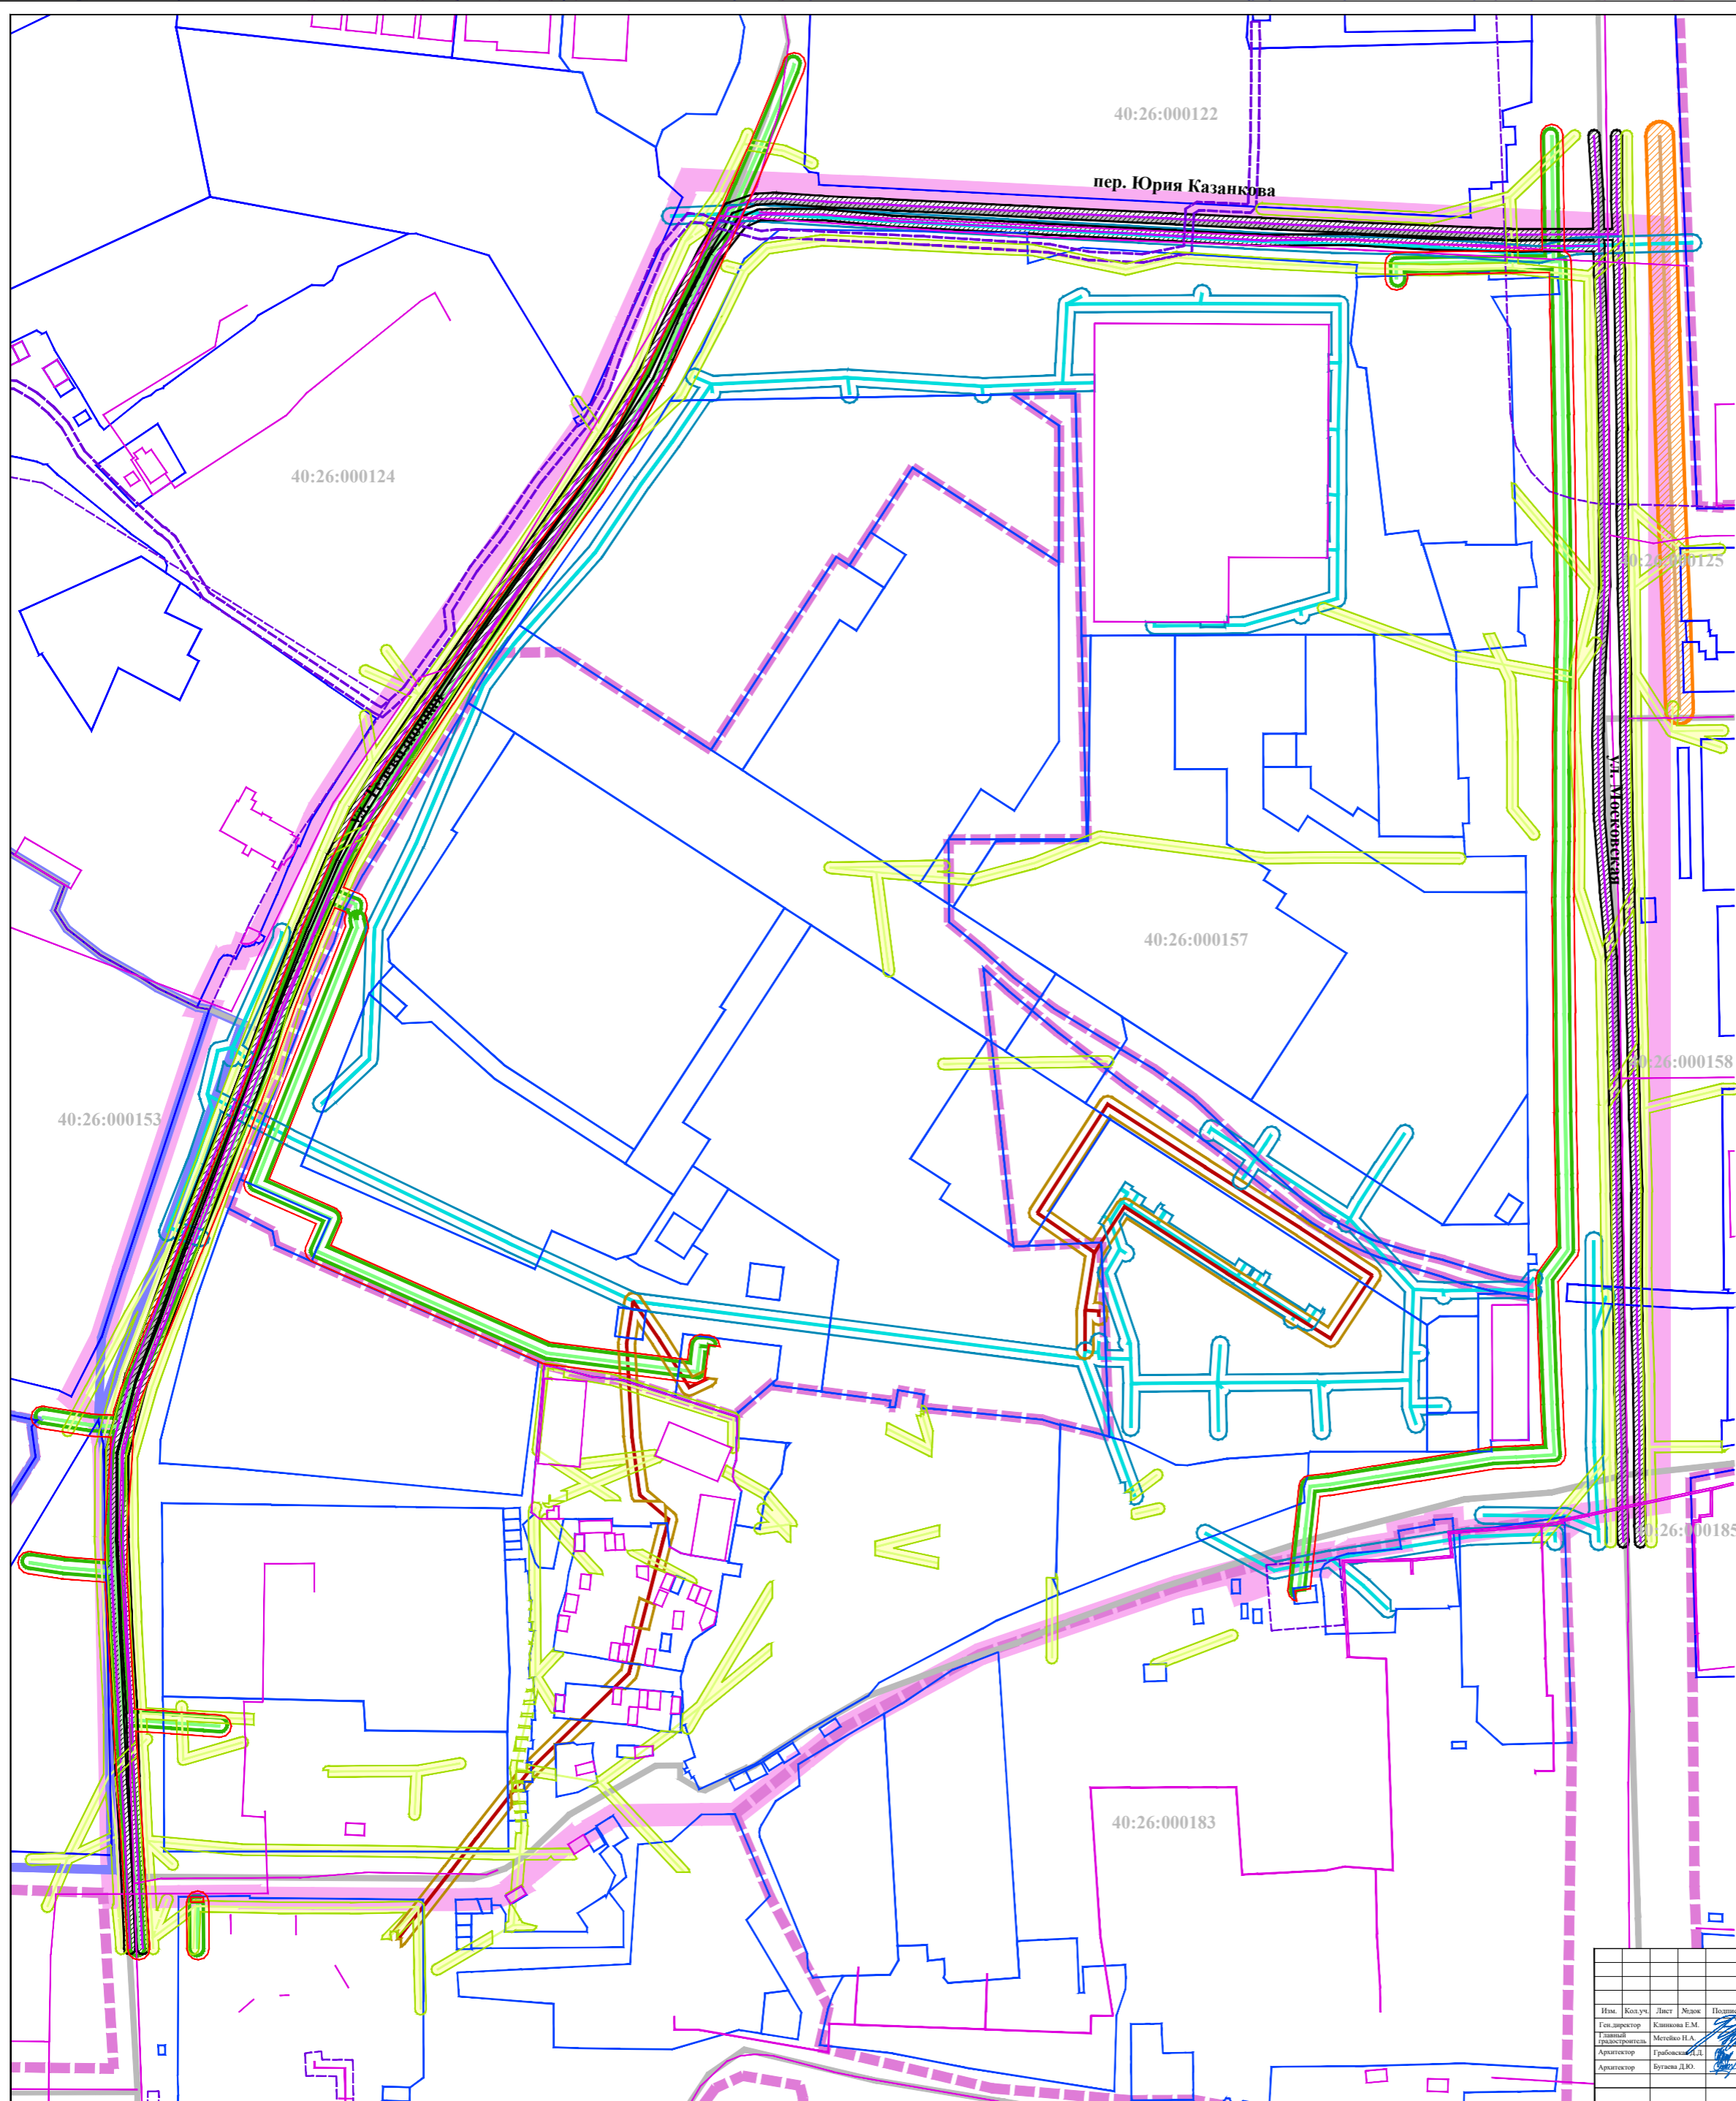 40:26:000122
пер. Юрия Казанкова
40:26:000124
ул. Московская
40:26:000157
40:26:000158
40:26:000153
40:26:000183
Изм. Кол.уч. Лист №док
Ген.директор Климкова Е.М.
Главный градостроитель Метейко Н.А.
Архитектор
Архитектор Бугаева Д.Ю.